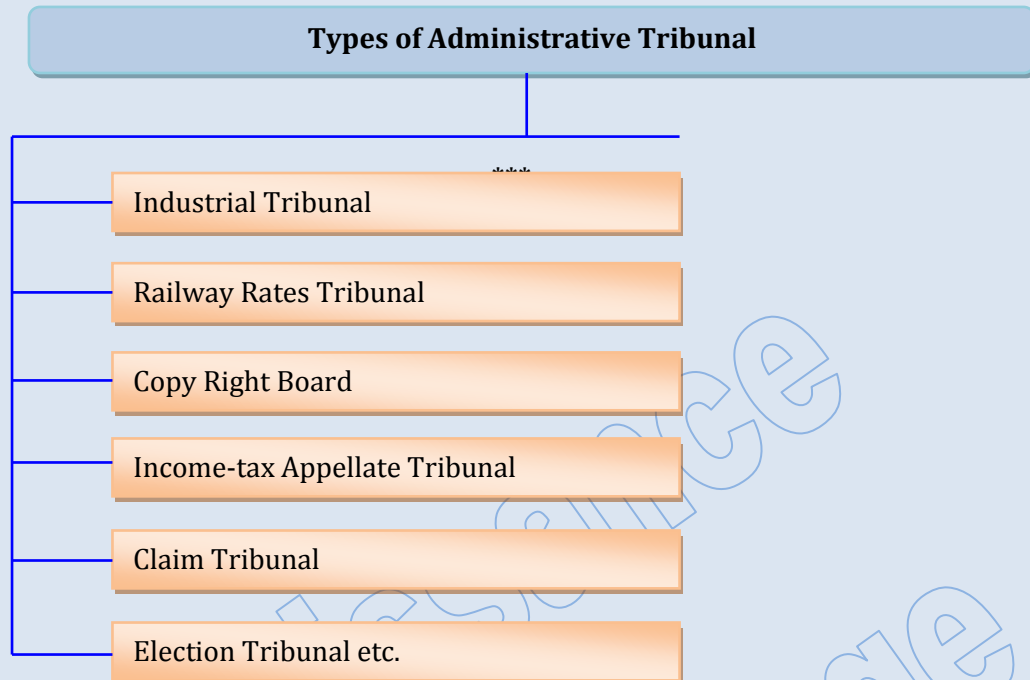 Types of Administrative Tribunal
***
Industrial Tribunal
Railway Rates Tribunal
Copy Right Board
Income-tax Appellate Tribunal
Claim Tribunal
Election Tribunal etc.